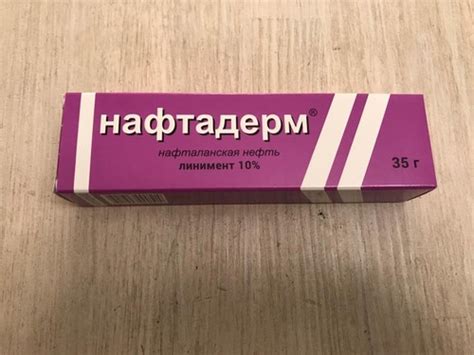 нафтадерм®
нафталанская нефть
линимент 10%
35 г